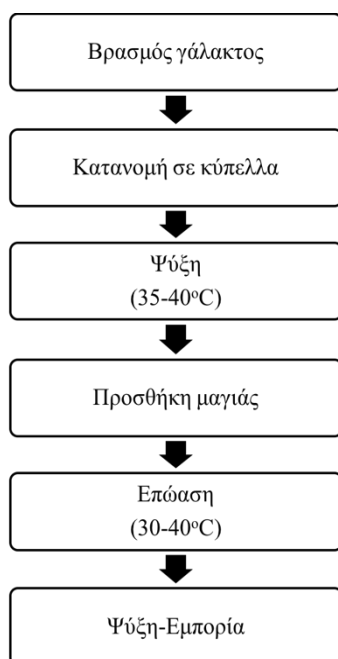 Βρασμός γάλακτος
Κατανομή σε κύπελλα
Ψύξη
(35-40°C)
Προσθήκη μαγιάς
Επώαση
(30-40°C)
Ψύξη-Εμπορία